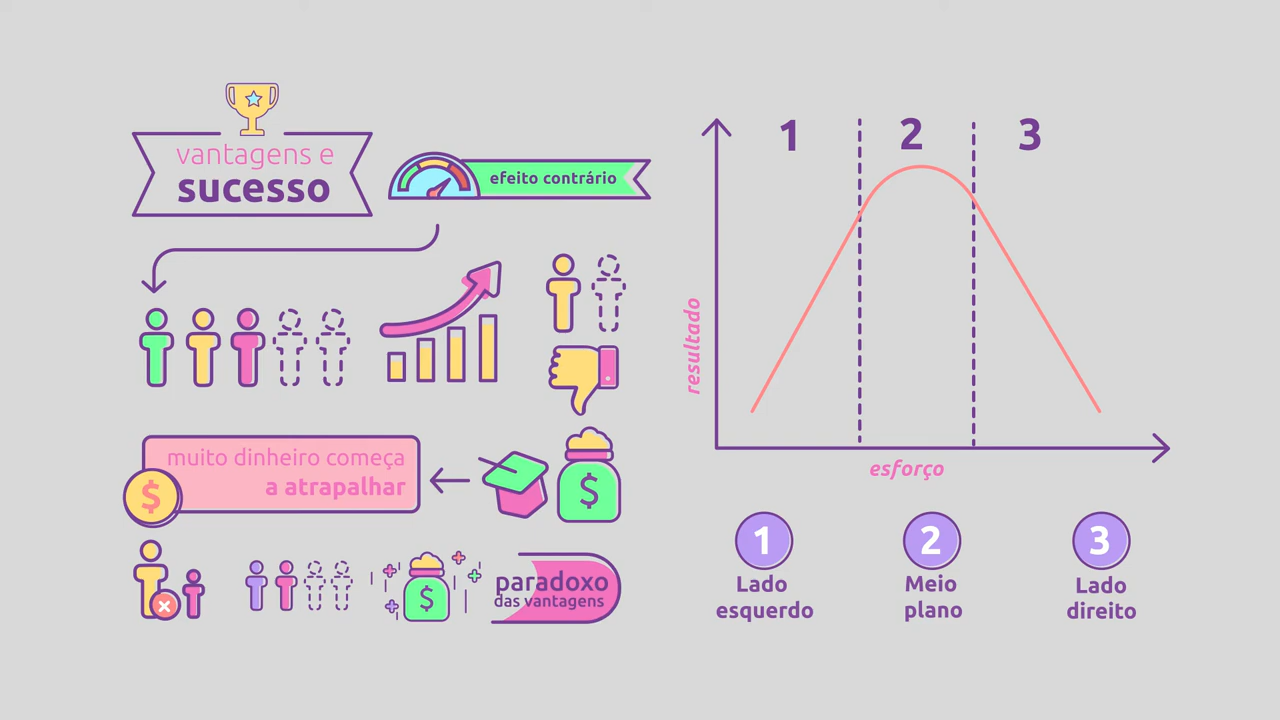 vantagens e
sucesso
efeito contrário
$
muito dinheiro começa
a atrapalhar
$
$
paradoxo
das vantagens
1
2
3
resultado
esforço
1
Lado
esquerdo
2
Meio
plano
3
Lado
direito